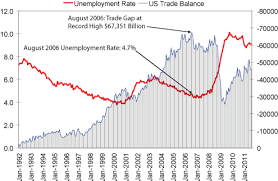 Unemployment Rate
US Trade Balance
12.0
10.0
8.0
6.0
4.0
2.0
0.0
-80000
-70000
-60000
-50000
-40000
-30000
-20000
-10000
0
August 2006: Trade Gap at
Record High $67,351 Billion
August 2006 Unemployment Rate: 4.7%
Jan-1992
Jan-1993
Jan-1994
Jan-1995
Jan-1996
Jan-1997
Jan-1998
Jan-1999
Jan-2000
Jan-2001
Jan-2002
Jan-2003
Jan-2004
Jan-2005
Jan-2006
Jan-2007
Jan-2008
Jan-2009
Jan-2010
Jan-2011